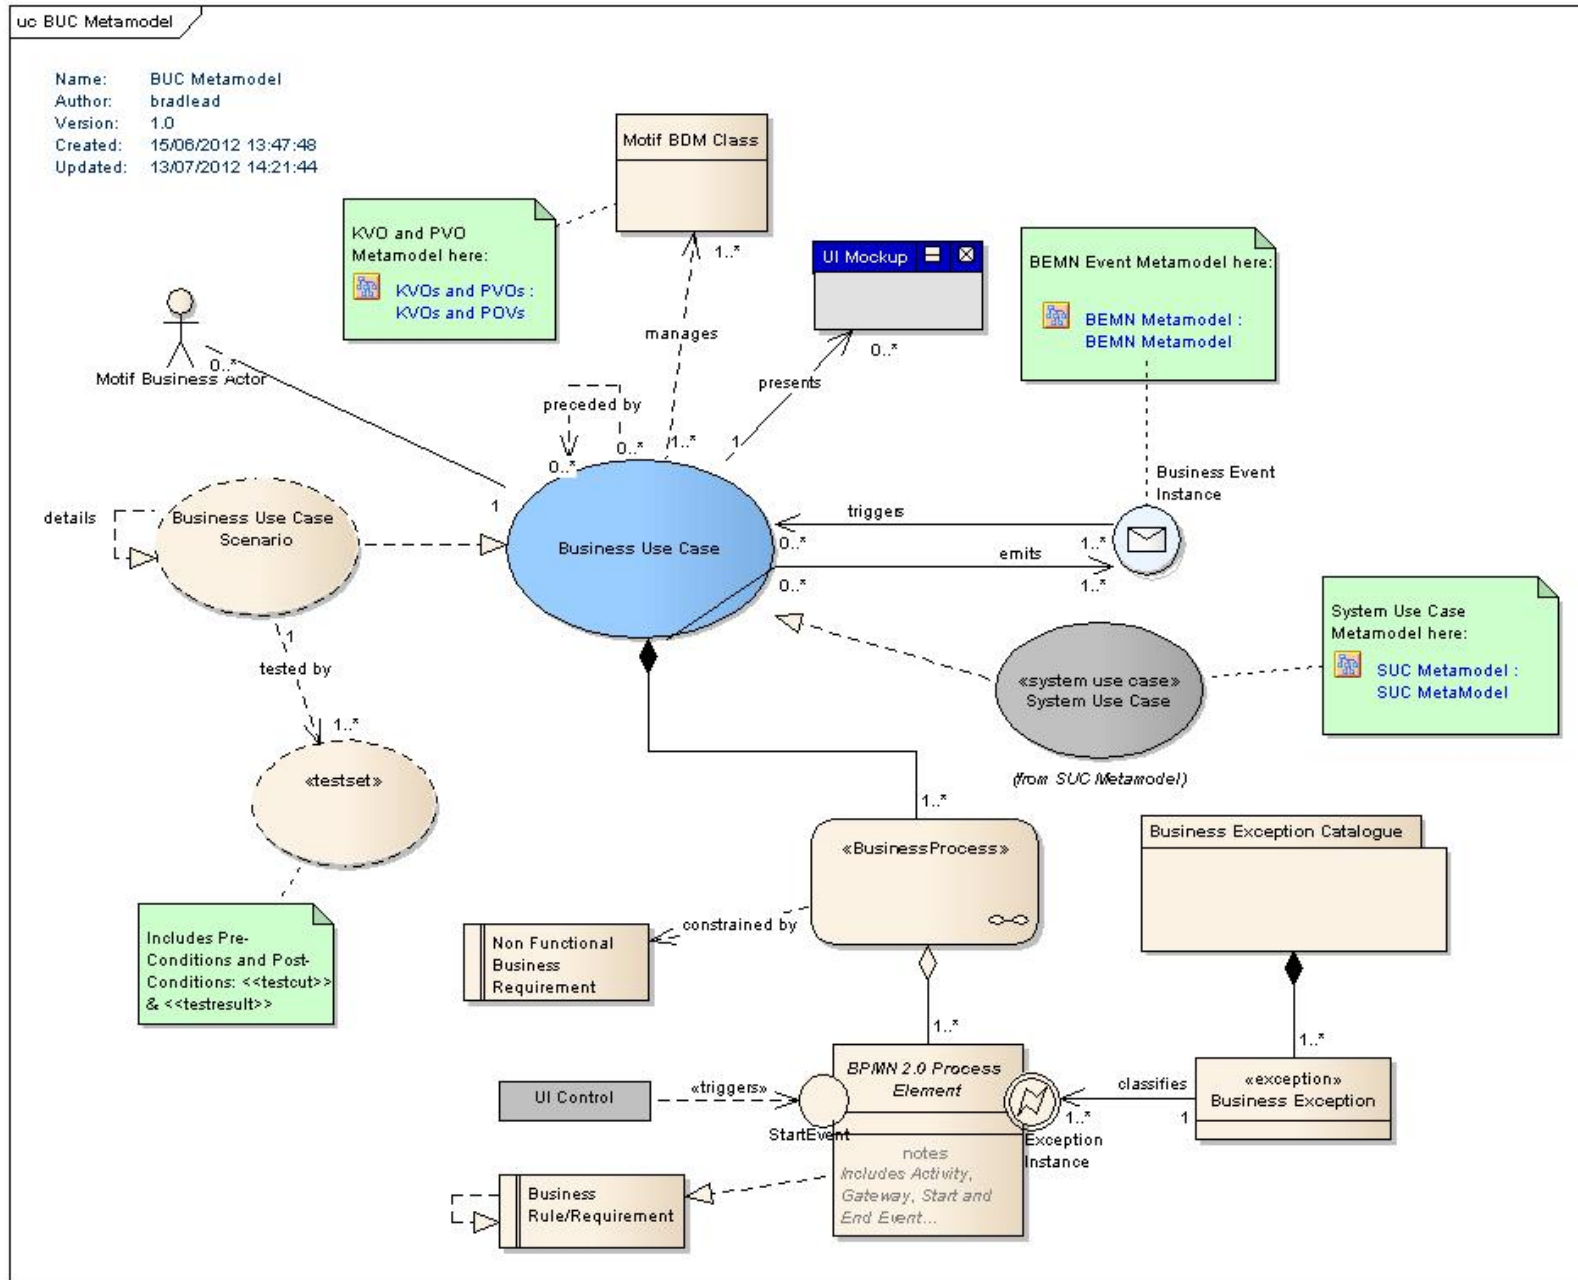 uc BUC Metamodel
Name: BUC Metamodel
Author: bradlead
Version: 1.0
Created: 15/06/2012 13:47:48
Updated: 13/07/2012 14:21:44
Motif BDM Class
KVO and PVO
Metamodel here:
KVOs and PVOs :
KVOs and POVs
1..*
UI Mockup
BEMN Event Metamodel here:
BEMN Metamodel :
BEMN Metamodel
manages
0..*
0..*
Motif Business Actor
presents
preceded by
0..*
1..*
1
0..*
Business Event
Instance
1
details
Business Use Case
Scenario
triggers
Business Use Case
0..*
1..*
emits
0..*
1..*
System Use Case
Metamodel here:
SUC Metamodel :
SUC MetaModel
1
tested by
«system use case»
System Use Case
1..*
(from SUC Metamodel)
«testset»
1..*
Business Exception Catalogue
«BusinessProcess»
constrained by
Includes Pre-
Conditions and Post-
Conditions: <<testcut>>
& <<testresult>>
Non Functional
Business
Requirement
1..*
1..*
BPMN 2.0 Process
Element
«exception»
Business Exception
classifies
«triggers»
UI Control
1..*
1
StartEvent
Exception
Instance
notes
Includes Activity,
Gateway, Start and
End Event...
Business
Rule/Requirement